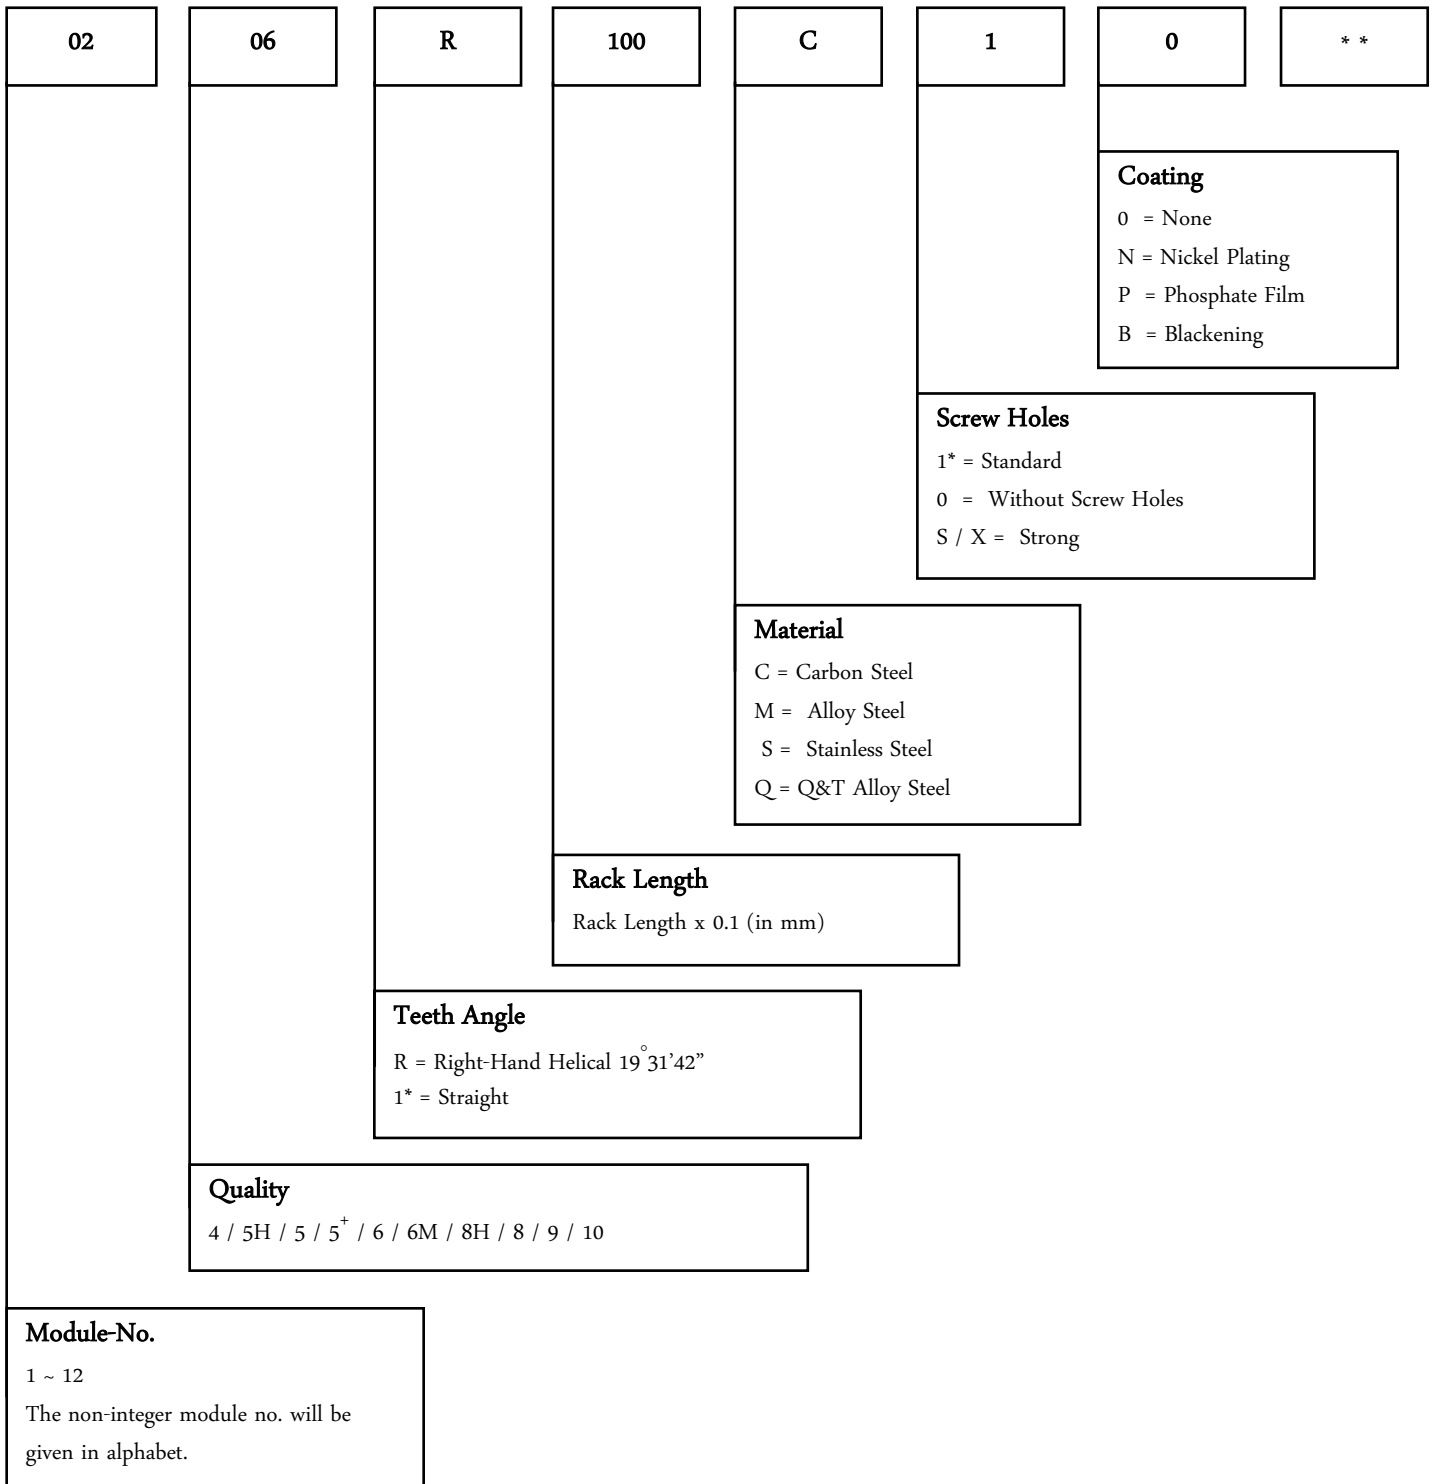 02 06 R 100 C 1 0 * *
Coating
0 = None
N = Nickel Plating
P = Phosphate Film
B = Blackening
Screw Holes
1* = Standard
0 = Without Screw Holes
S / X = Strong
Material
C = Carbon Steel
M = Alloy Steel
S = Stainless Steel
Q = Q&T Alloy Steel
Rack Length
Rack Length x 0.1 (in mm)
Teeth Angle
R = Right-Hand Helical 19°31’42”
1* = Straight
Quality
4 / 5H / 5 / 5⁺ / 6 / 6M / 8H / 8 / 9 / 10
Module-No.
1 ~ 12
The non-integer module no. will be
given in alphabet.